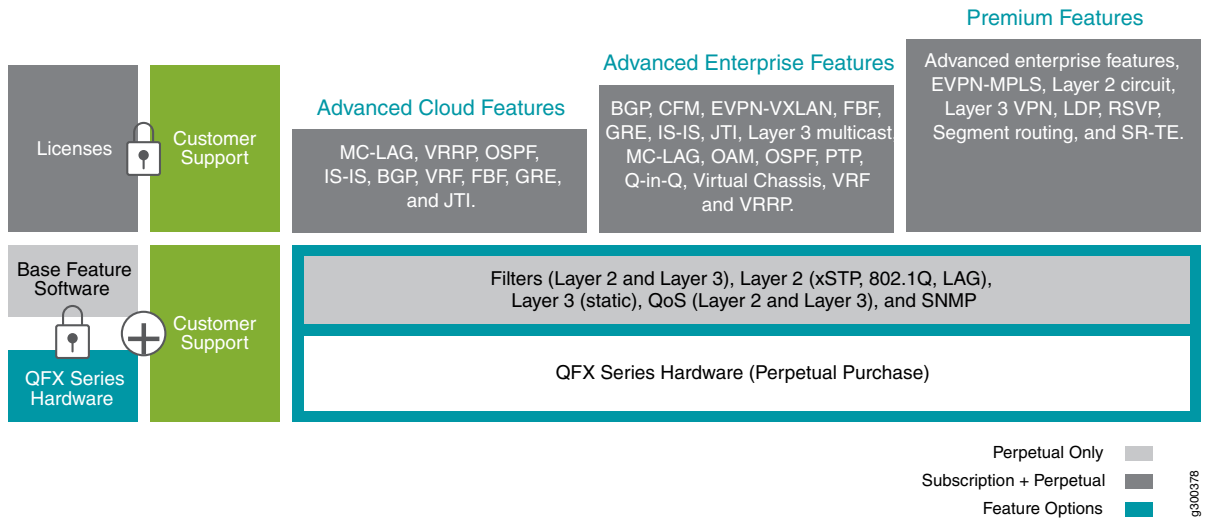 Premium Features
Advanced enterprise features,
EVPN-MPLS, Layer 2 circuit,
Layer 3 VPN, LDP, RSVP,
Segment routing, and SR-TE.
Advanced Enterprise Features
BGP, CFM, EVPN-VXLAN, FBF,
GRE, IS-IS, JTI, Layer 3 multicast
MC-LAG, OAM, OSPF, PTP,
Q-in-Q, Virtual Chassis, VRF
and VRRP.
Advanced Cloud Features
MC-LAG, VRRP, OSPF,
IS-IS, BGP, VRF, FBF, GRE,
and JTI.
Licenses
Customer
Support
Base Feature
Software
Customer
Support
QFX Series
Hardware
Filters (Layer 2 and Layer 3), Layer 2 (xSTP, 802.1Q, LAG),
Layer 3 (static), QoS (Layer 2 and Layer 3), and SNMP
QFX Series Hardware (Perpetual Purchase)
Perpetual Only
Subscription + Perpetual
Feature Options
g300378